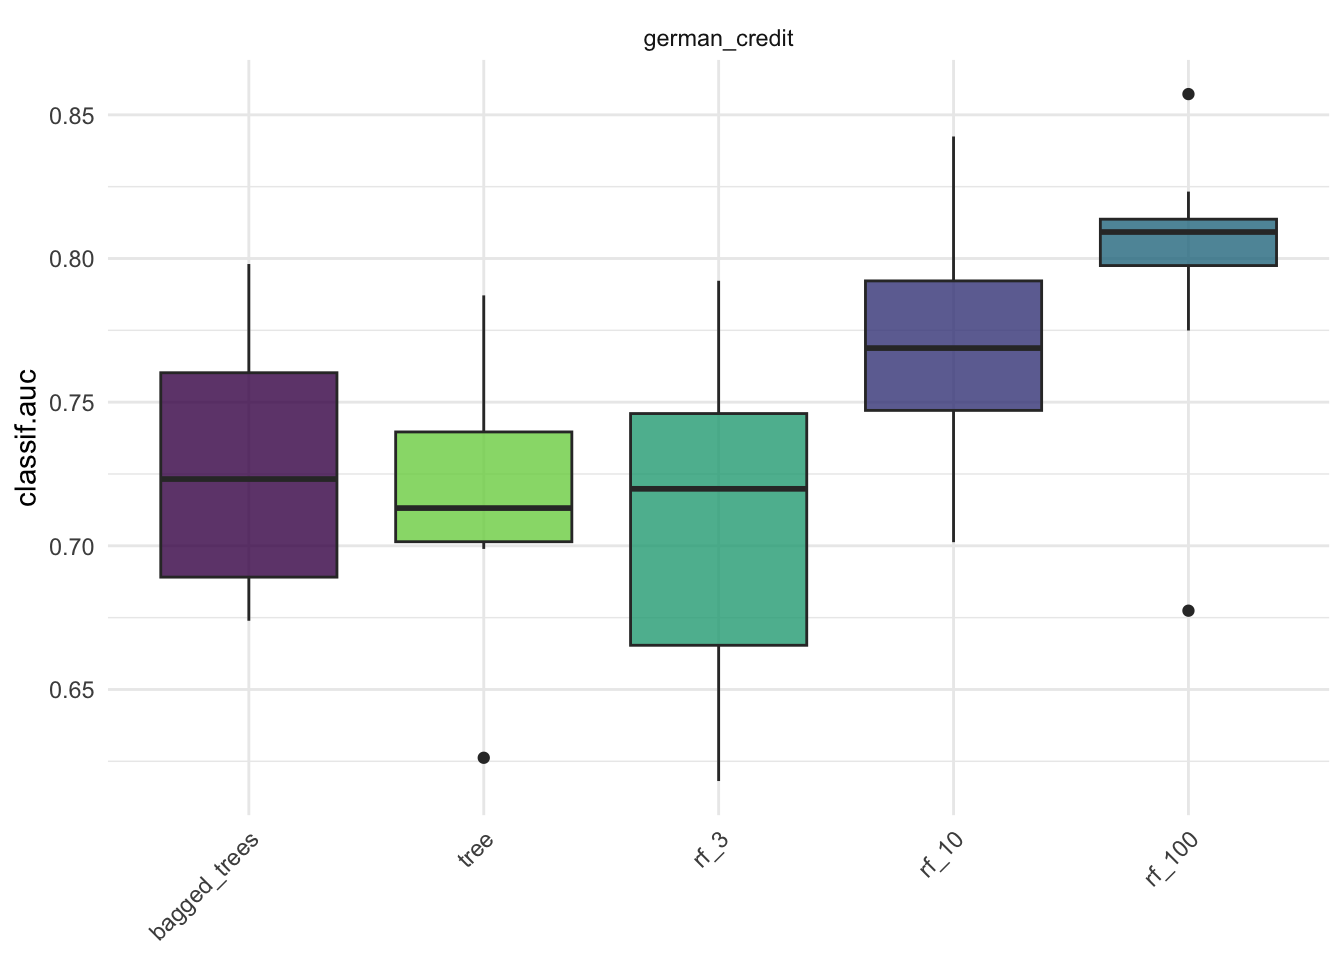 german_credit
classif.auc
0.85
0.80
0.75
0.70
0.65
bagged_trees
tree
rf_3
rf_10
rf_100